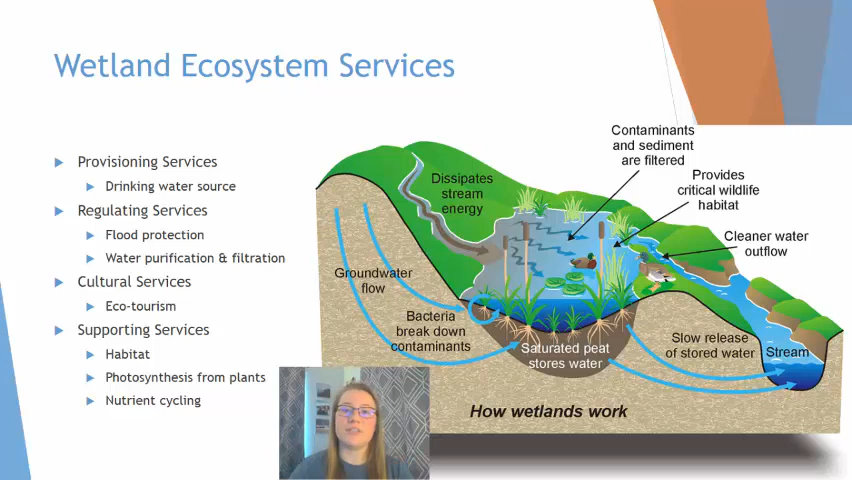 Wetland Ecosystem Services
Provisioning Services
Drinking water source
Regulating Services
Flood protection
Water purification & filtration
Cultural Services
Eco-tourism
Supporting Services
Habitat
Photosynthesis from plants
Nutrient cycling
Contaminants
and sediment
are filtered
Dissipates
stream
energy
Provides
critical wildlife
habitat
Cleaner water
outflow
Groundwater
flow
Bacteria
break down
contaminants
Saturated peat
stores water
Slow release
of stored water
Stream
How wetlands work